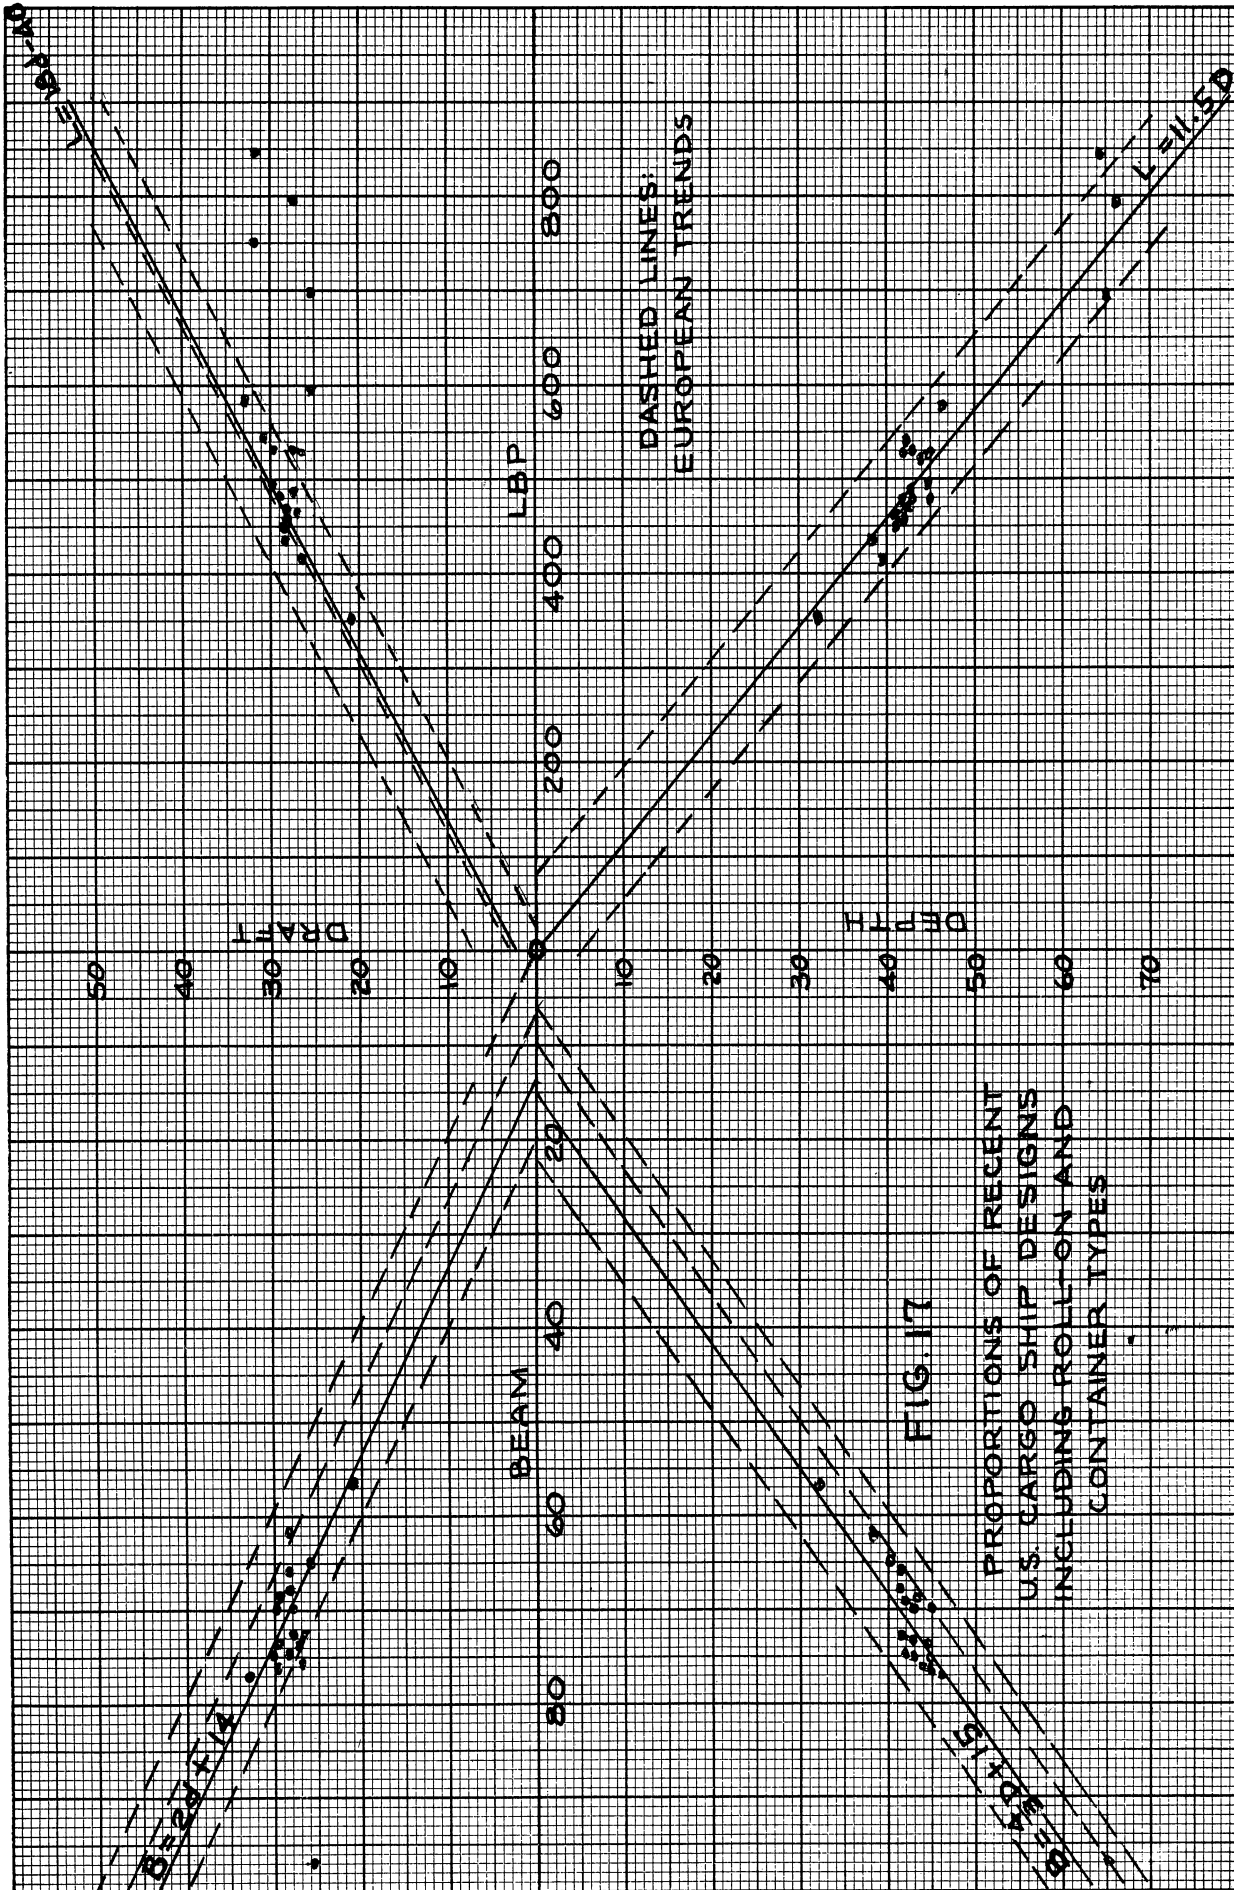 L = 18d-40
B=2d+14
DRAFT
50
40
30
20
10
0
80
60
BEAM
40
20
200
400
LBP
600
800
DASHED LINES:
EUROPEAN TRENDS
10
20
30
40
50
60
70
DEPTH
B=4/3D+15
L=11.5D
FIG.17
PROPORTIONS OF RECENT
U.S. CARGO SHIP DESIGNS
INCLUDING ROLL-ON AND
CONTAINER TYPES